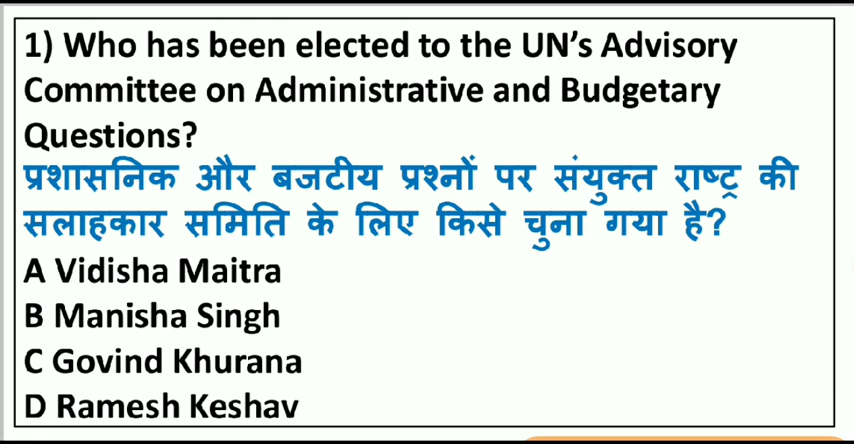 1) Who has been elected to the UN’s Advisory
Committee on Administrative and Budgetary
Questions?
प्रशासनिक और बजटीय प्रश्नों पर संयुक्त राष्ट्र की
सलाहकार समिति के लिए किसे चुना गया है?
A Vidisha Maitra
B Manisha Singh
C Govind Khurana
D Ramesh Keshav